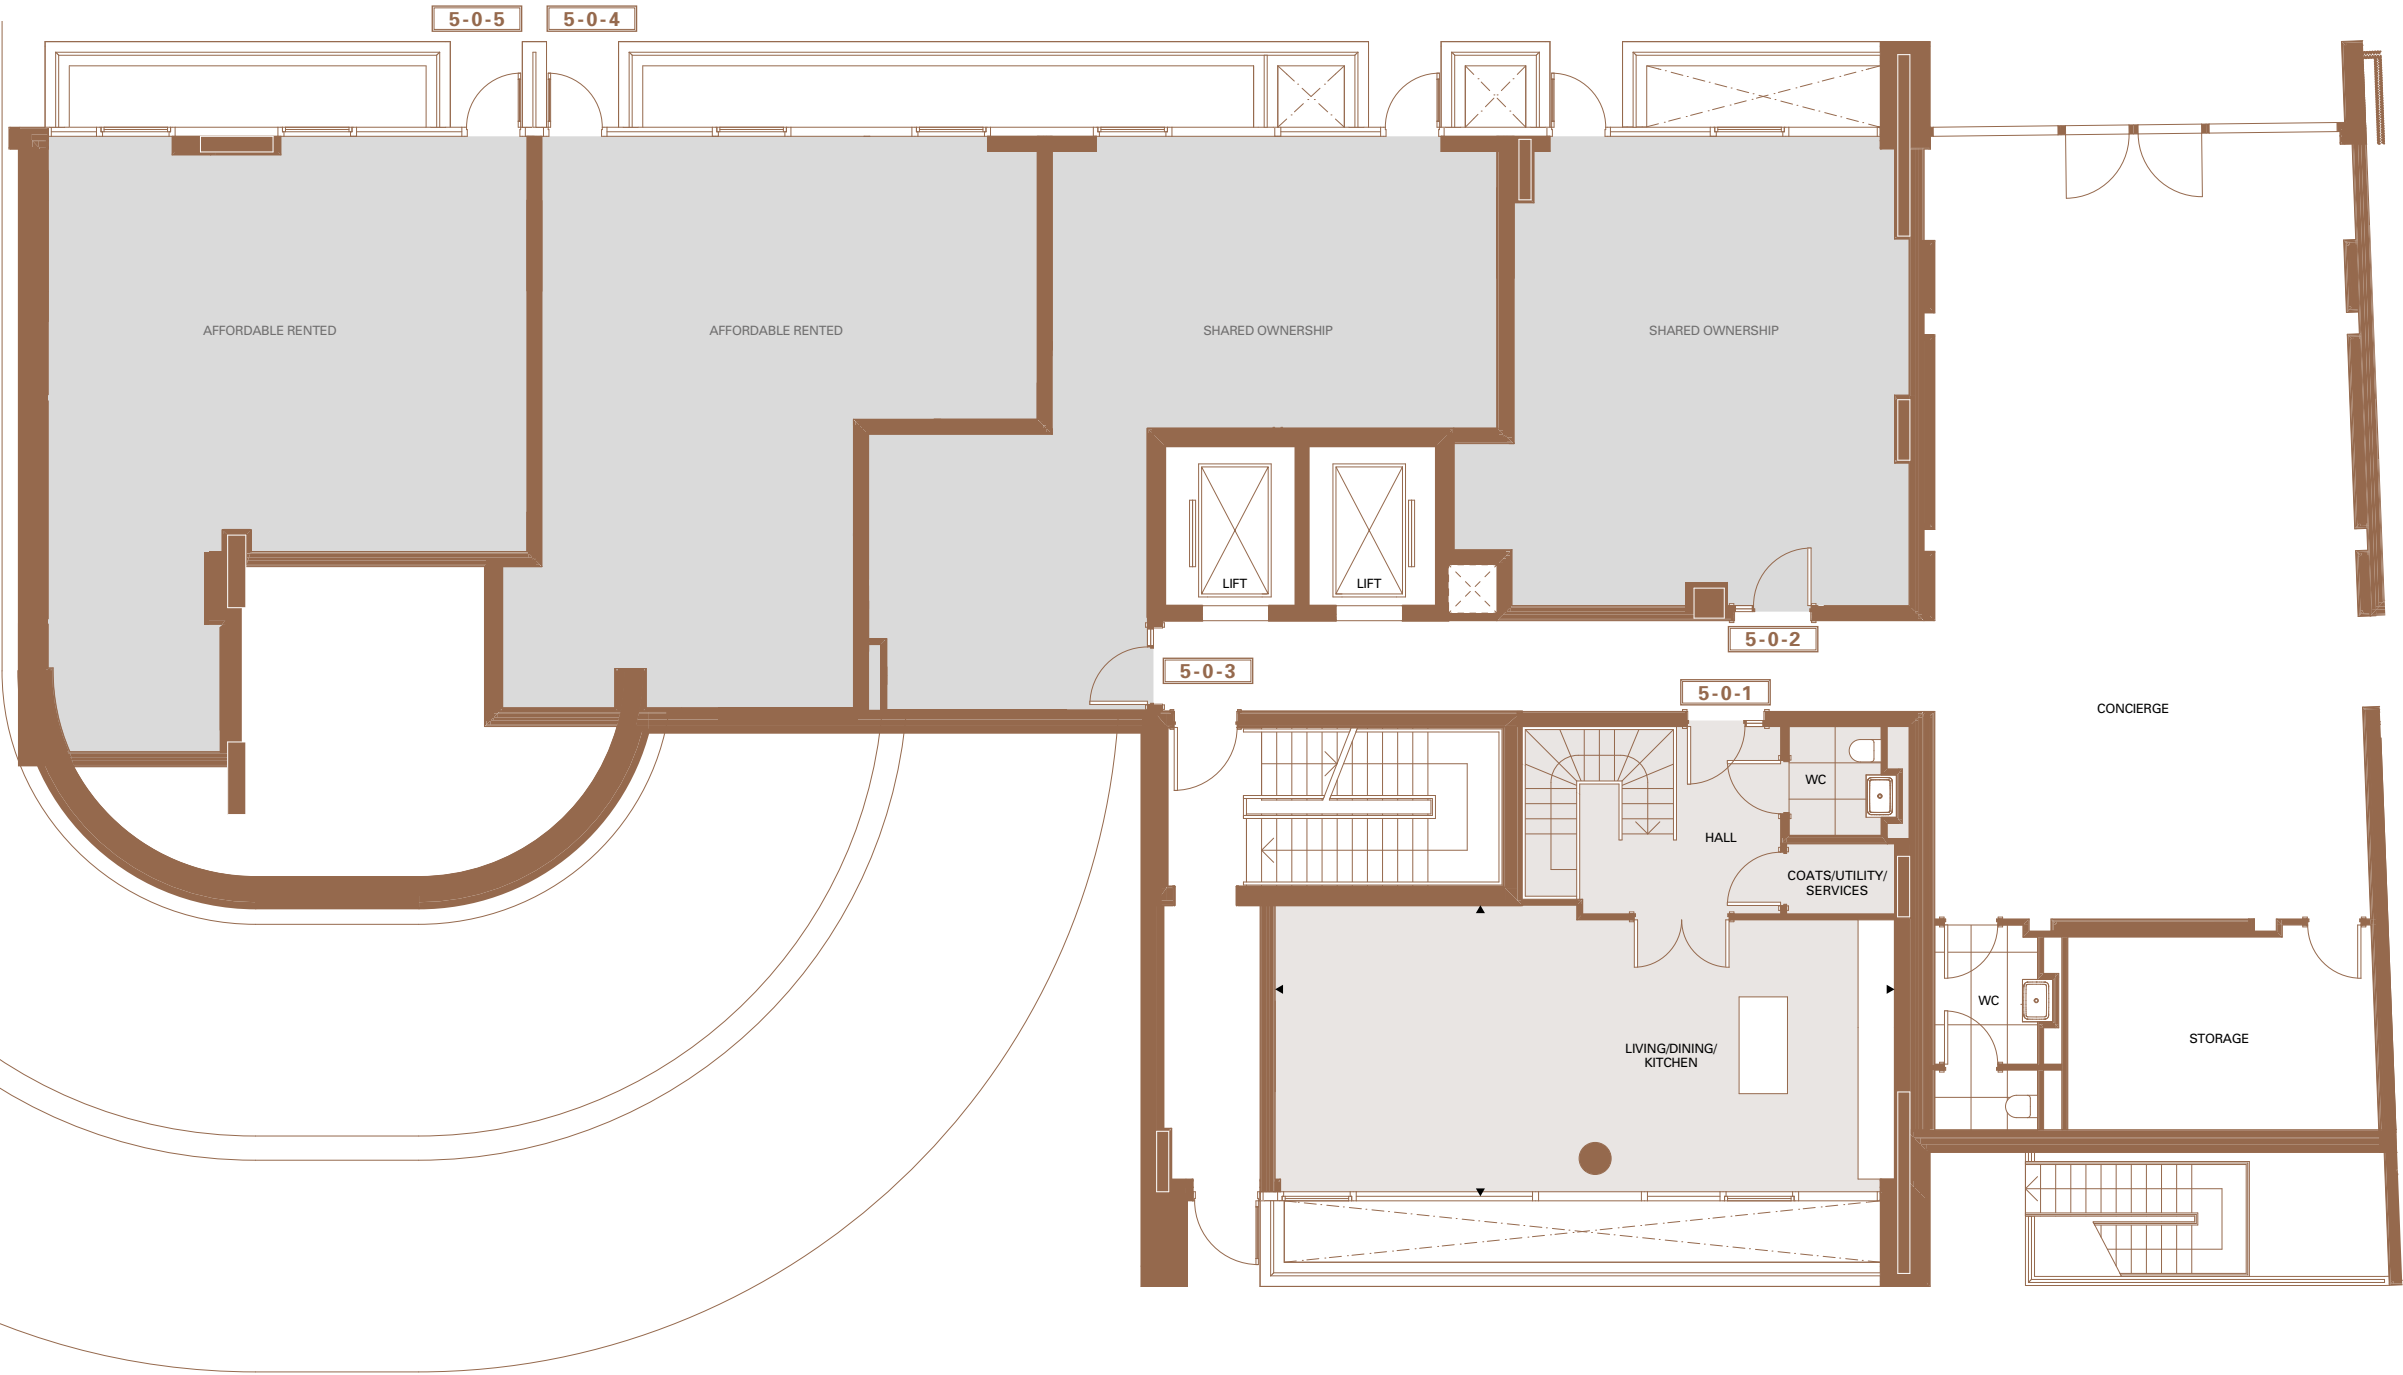 5-0-5
5-0-4
AFFORDABLE RENTED
AFFORDABLE RENTED
SHARED OWNERSHIP
SHARED OWNERSHIP
LIFT
LIFT
5-0-2
5-0-3
5-0-1
CONCIERGE
WC
HALL
COATS/UTILITY/
SERVICES
WC
STORAGE
LIVING/DINING/
KITCHEN